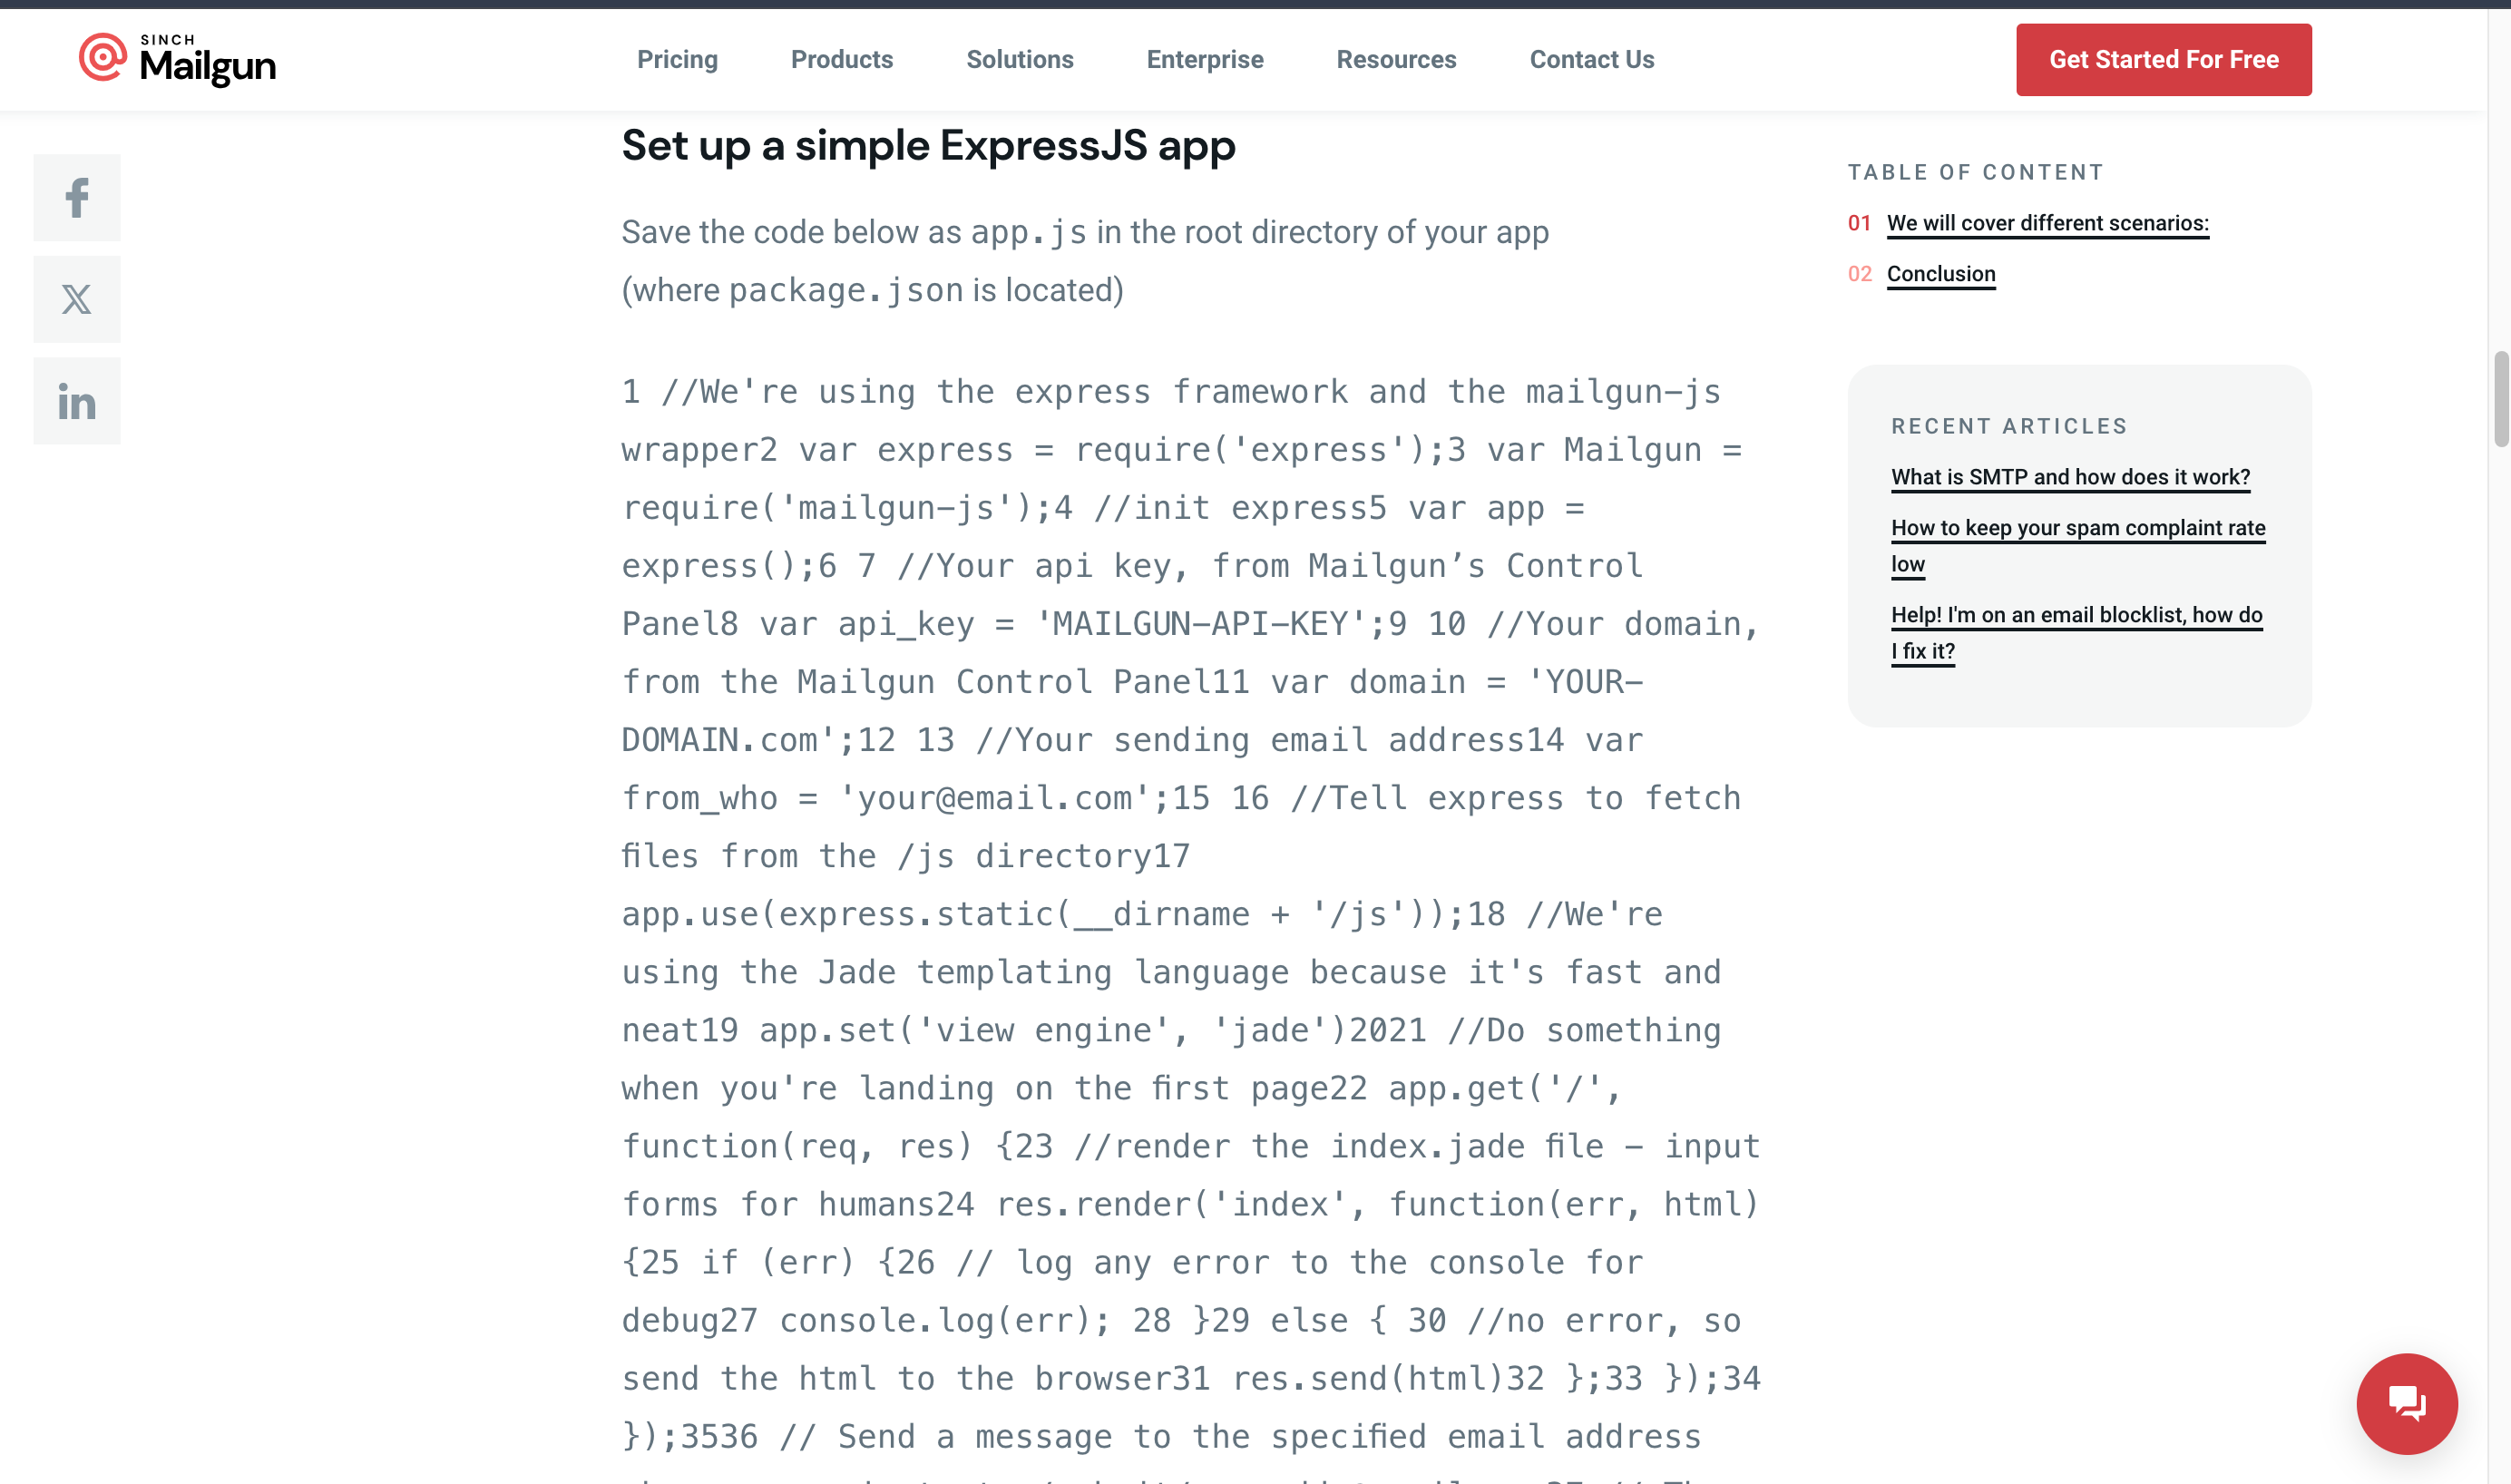 SINCH
Mailgun
Pricing
Products
Solutions
Enterprise
Resources
Contact Us
Get Started For Free
Set up a simple ExpressJS app
Save the code below as app.js in the root directory of your app
(where package.json is located)
1 //We're using the express framework and the mailgun-js
wrapper2 var express = require('express');3 var Mailgun =
require('mailgun-js');4 //init express5 var app =
express();6 7 //Your api key, from Mailgun’s Control
Panel8 var api_key = 'MAILGUN-API-KEY';9 10 //Your domain,
from the Mailgun Control Panel11 var domain = 'YOUR-
DOMAIN.com';12 13 //Your sending email address14 var
from_who = 'your@email.com';15 16 //Tell express to fetch
files from the /js directory17
app.use(express.static(__dirname + '/js'));18 //We're
using the Jade templating language because it's fast and
neat19 app.set('view engine', 'jade')2021 //Do something
when you're landing on the first page22 app.get('/',
function(req, res) {23 //render the index.jade file - input
forms for humans24 res.render('index', function(err, html)
{25 if (err) {26 // log any error to the console for
debug27 console.log(err); 28 }29 else { 30 //no error, so
send the html to the browser31 res.send(html)32 };33 });34
});3536 // Send a message to the specified email address
TABLE OF CONTENT
01 We will cover different scenarios:
02 Conclusion
RECENT ARTICLES
What is SMTP and how does it work?
How to keep your spam complaint rate
low
Help! I'm on an email blocklist, how do
I fix it?